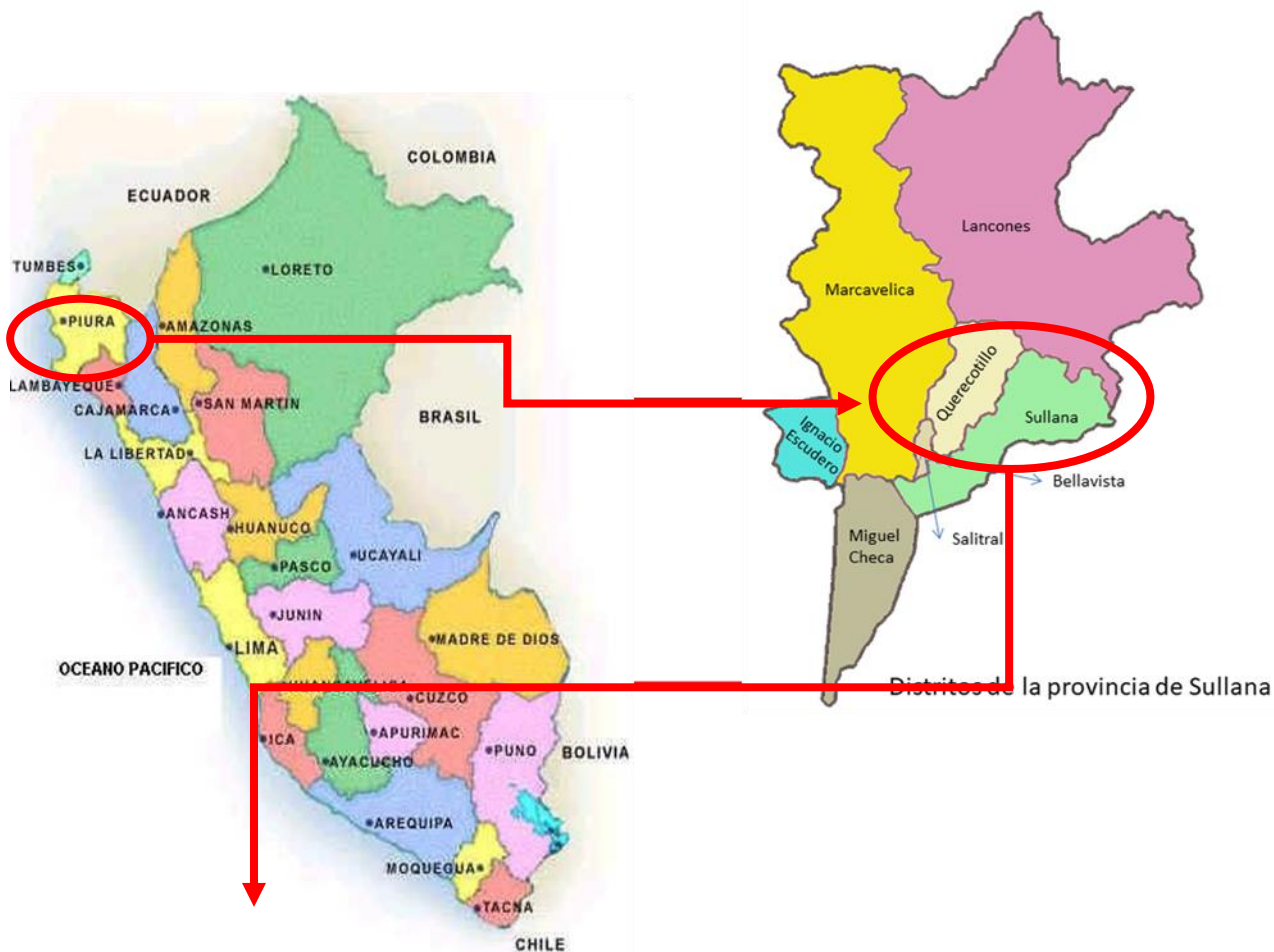 COLOMBIA
ECUADOR
TUMBES
LORETO
PIURA
AMAZONAS
LAMBAYEQUE
CAJAMARCA
SAN MARTIN
BRASIL
LA LIBERTAD
ANCASH
HUANUCO
UCAYALI
PASCO
JUNIN
LIMA
MADRE DE DIOS
OCEANO PACIFICO
CUZCO
ICA
APURIMAC
AYACUCHO
PUNO
BOLIVIA
AREQUIPA
MOQUEGUA
TACNA
CHILE
Lancones
Marcavelica
Querecotillo
Sullana
Ignacio
Escudero
Bellavista
Salitral
Miguel
Checa
Distritos de la provincia de Sullana